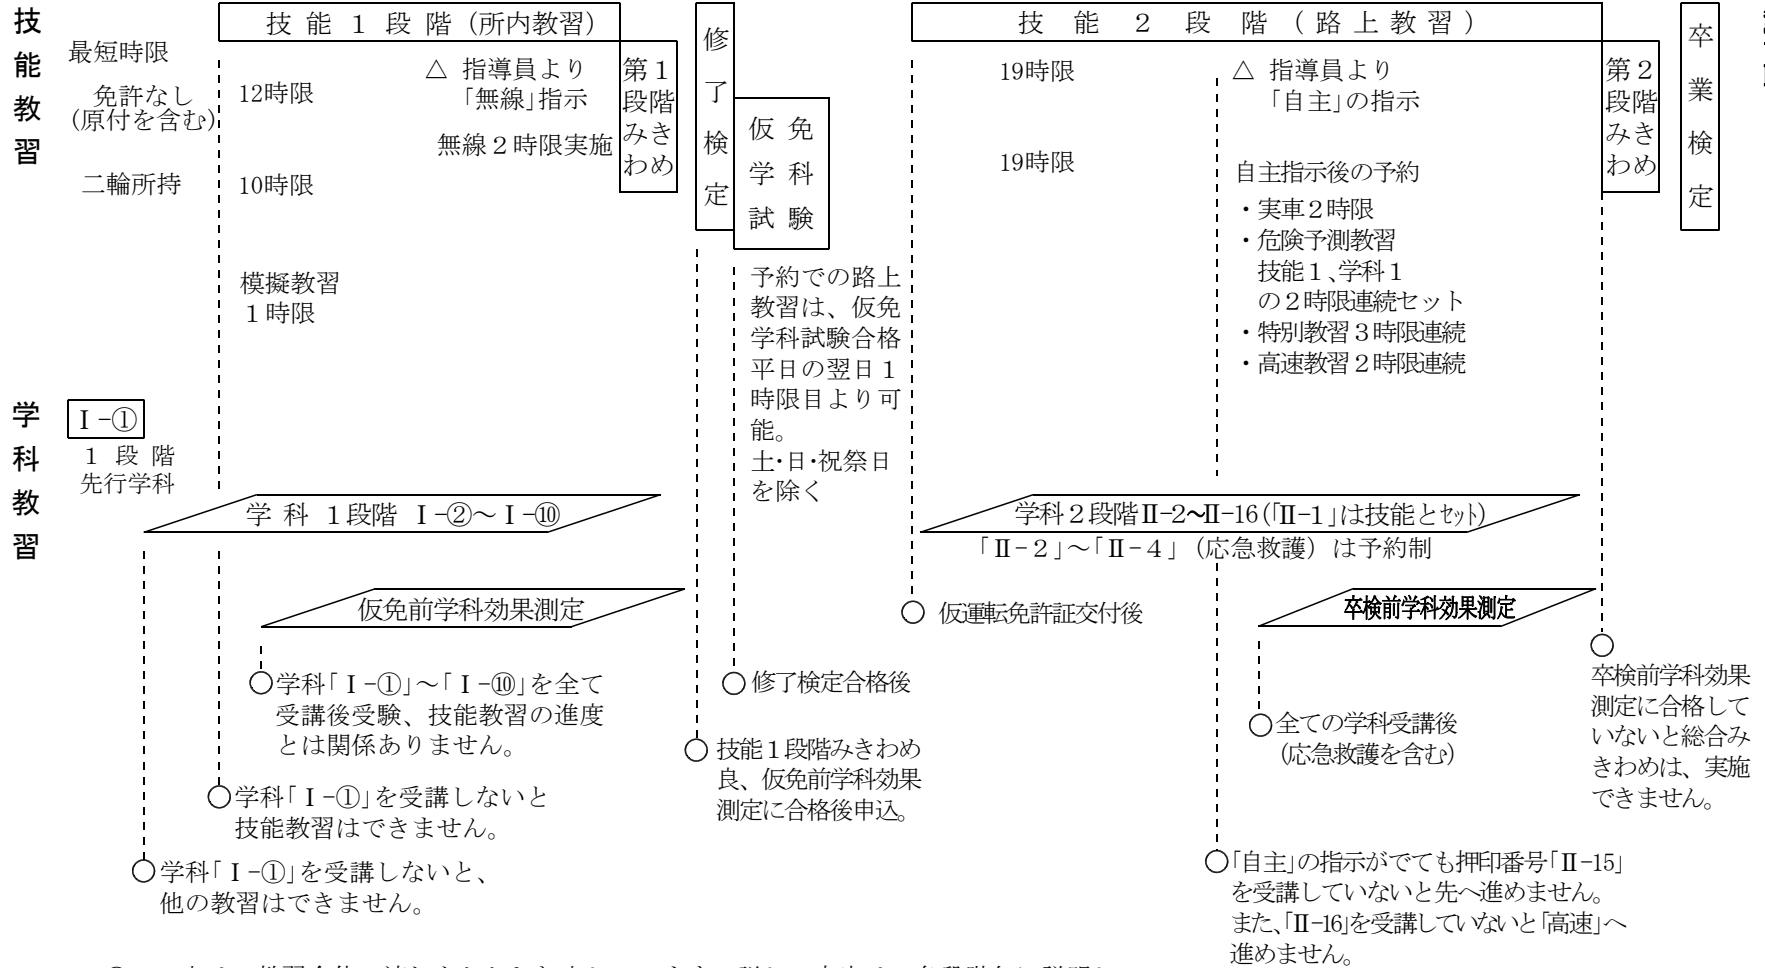 技能教習
技 能 1 段 階 (所内教習)
最短時限
免許なし
(原付を含む)
12時限
△ 指導員より
「無線」指示
無線２時限実施
二輪所持
10時限
模擬教習
１時限
第１
段階
みき
わめ
修了検定
仮 免
学 科
試 験
予約での路上
教習は、仮免
学科試験合格
平日の翌日１
時限目より可
能。
土･日･祝祭日
を除く
技 能 2 段 階 ( 路 上 教 習 )
19時限
△ 指導員より
「自主」の指示
19時限
自主指示後の予約
・実車２時限
・危険予測教習
技能１、学科１
の２時限連続セット
・特別教習３時限連続
・高速教習２時限連続
第２
段階
みき
わめ
卒業検定
学科教習
Ⅰ-①
１ 段 階
先行学科
学 科 １段階 Ⅰ-②～Ⅰ-⑩
学科２段階Ⅱ-2～Ⅱ-16(「Ⅱ-1」は技能とｾｯﾄ)
「Ⅱ-２」～「Ⅱ-４」(応急救護) は予約制
仮免前学科効果測定
○ 仮運転免許証交付後
卒検前学科効果測定
○学科「Ⅰ-①」～「Ⅰ-⑩」を全て
受講後受験、技能教習の進度
とは関係ありません。
○ 修了検定合格後
○ 全ての学科受講後
(応急救護を含む)
○
卒検前学科効果
測定に合格して
いないと総合み
きわめは、実施
できません。
○ 技能１段階みきわめ
良、仮免前学科効果
測定に合格後申込。
○学科「Ⅰ-①」を受講しないと
技能教習はできません。
○学科「Ⅰ-①」を受講しないと、
他の教習はできません。
○「自主」の指示がでても押印番号「Ⅱ-15」
を受講していないと先へ進めません。
また、「Ⅱ-16」を受講していないと「高速」へ
進めません。